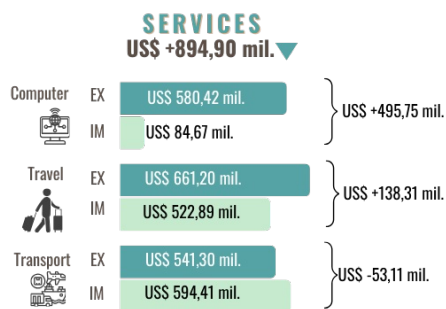 SERVICES
US$ +894,90 mil.
Computer
EX
US$ 580,42 mil.
IM
US$ 84,67 mil.
US$ +495,75 mil.
Travel
EX
US$ 661,20 mil.
IM
US$ 522,89 mil.
US$ +138,31 mil.
Transport
EX
US$ 541,30 mil.
IM
US$ 594,41 mil.
US$ -53,11 mil.